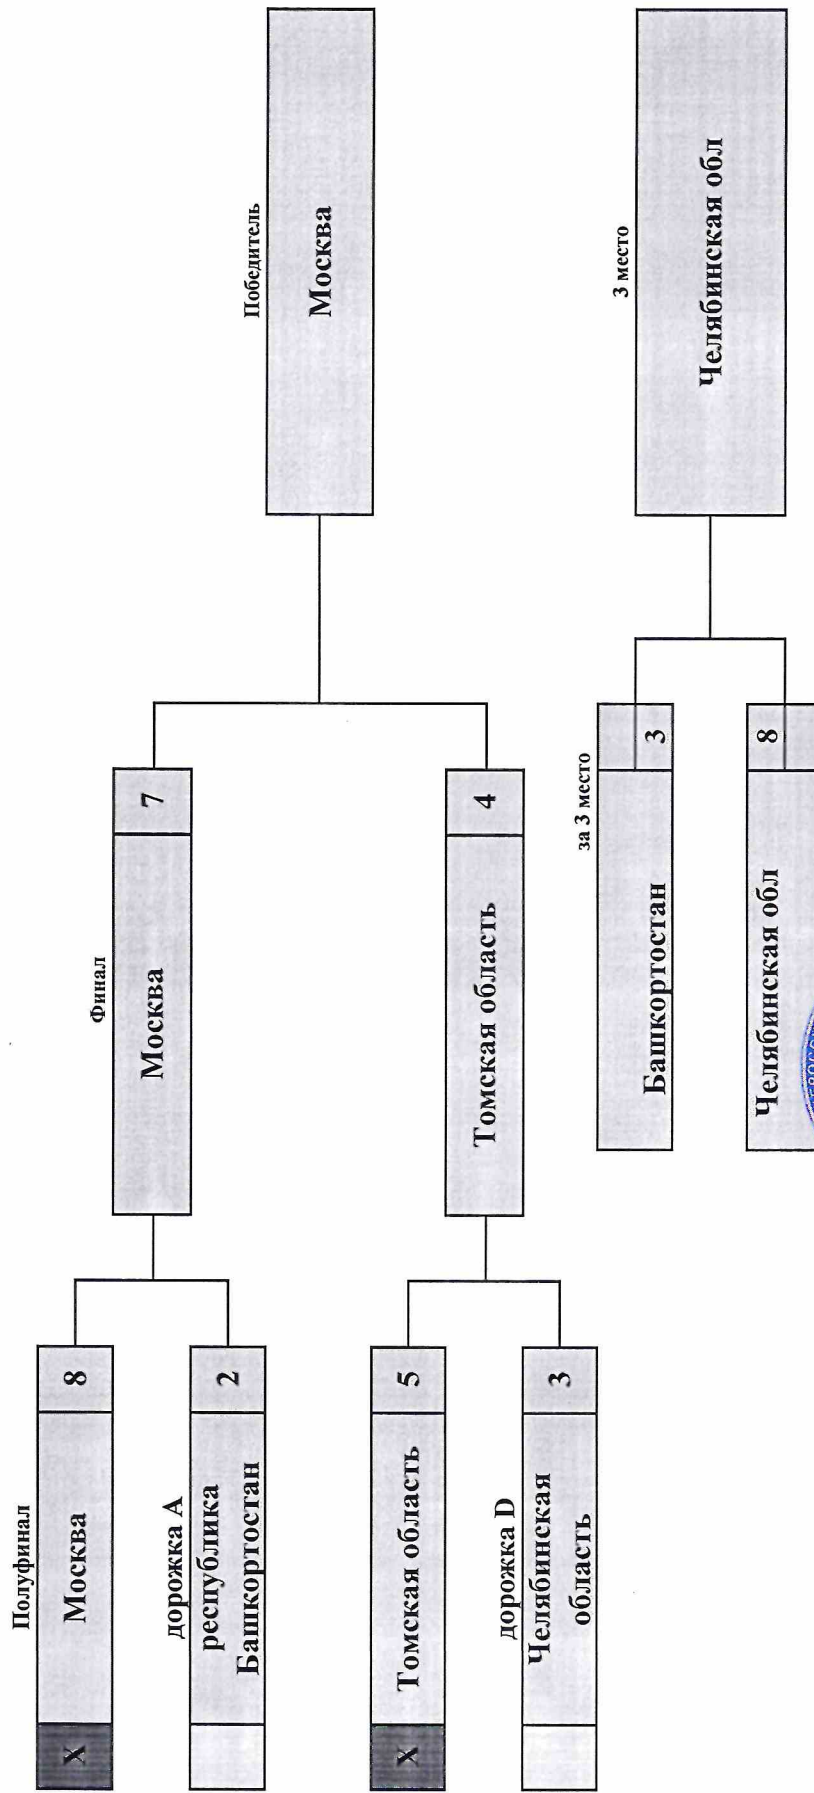 Полуфинал
X Москва 8
дорожка A
республика
Башкортостан
2
X Томская область 5
дорожка D
Челябинская
область
3
Финал
Москва 7
Томская область 4
за 3 место
Башкортостан 3
Челябинская обл 8
Победитель
Москва
3 место
Челябинская обл